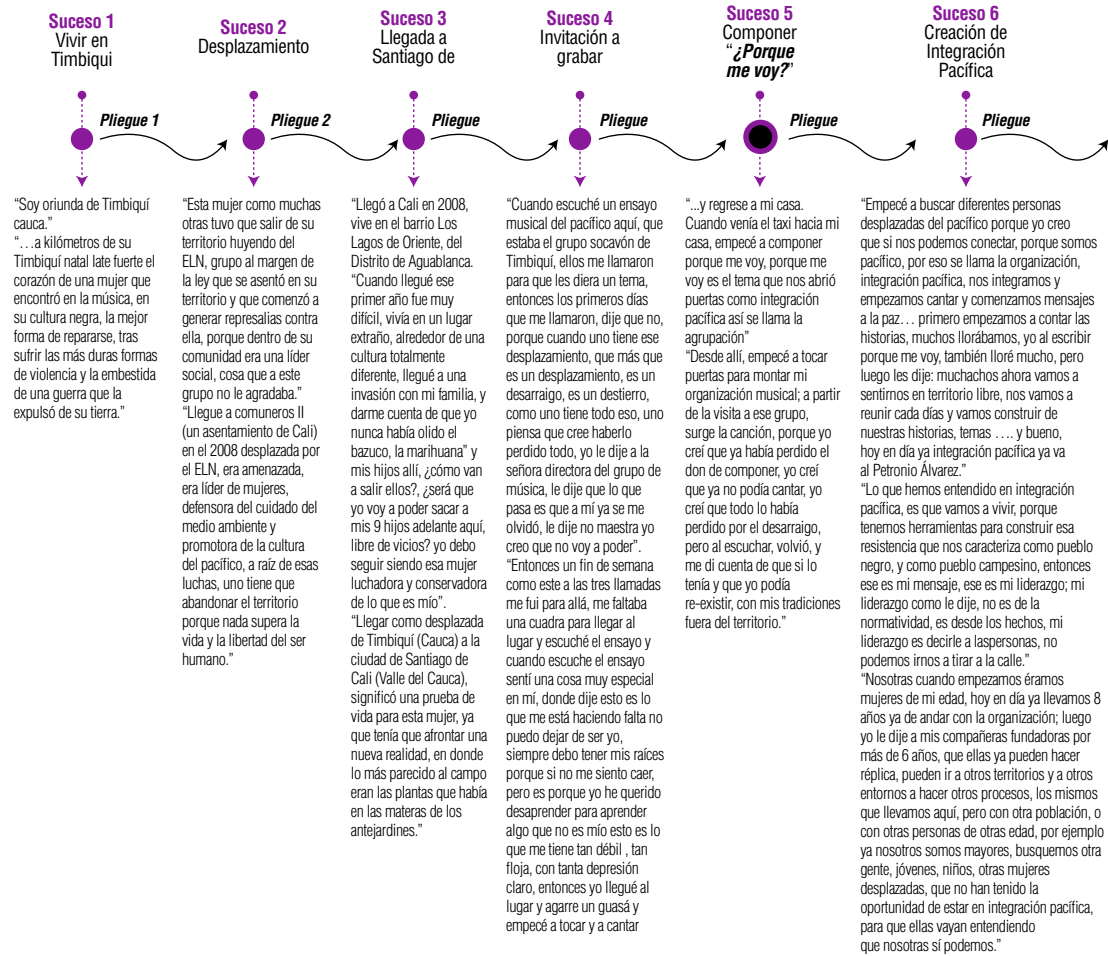 Suceso 1
Vivir en
Timbiqui
Suceso 2
Desplazamiento
Suceso 3
Llegada a
Santiago de
Suceso 4
Invitación a
grabar
Suceso 5
Componer
“¿Porque
me voy?”
Suceso 6
Creación de
Integración
Pacífica
Pliegue 1
Pliegue 2
Pliegue
Pliegue
Pliegue
Pliegue
“Soy oriunda de Timbiquí
cauca.”
“…a kilómetros de su
Timbiquí natal late fuerte el
corazón de una mujer que
encontró en la música, en
su cultura negra, la mejor
forma de repararse, tras
sufrir las más duras formas
de violencia y la embestida
de una guerra que la
expulsó de su tierra.”
“Esta mujer como muchas
otras tuvo que salir de su
territorio huyendo del
ELN, grupo al margen de
la ley que se asentó en su
territorio y que comenzó a
generar represalias contra
ella, porque dentro de su
comunidad era una líder
social, cosa que a este
grupo no le agradaba.”
“Llegue a comuneros II
(un asentamiento de Cali)
en el 2008 desplazada por
el ELN, era amenazada,
era líder de mujeres,
defensora del cuidado del
medio ambiente y
promotora de la cultura
del pacífico, a raíz de esas
luchas, uno tiene que
abandonar el territorio
porque nada supera la
vida y la libertad del ser
humano.”
“Llegó a Cali en 2008,
vive en el barrio Los
Lagos de Oriente, del
Distrito de Aguablanca.
“Cuando llegué ese
primer año fue muy
difícil, vivía en un lugar
extraño, alrededor de una
cultura totalmente
diferente, llegué a una
invasión con mi familia, y
darme cuenta de que yo
nunca había olido el
bazuco, la marihuana” y
mis hijos allí, ¿cómo van
a salir ellos?, ¿será que
yo voy a poder sacar a
mis 9 hijos adelante aquí,
libre de vicios? yo debo
seguir siendo esa mujer
luchadora y conservadora
de lo que es mío”.
“Llegar como desplazada
de Timbiquí (Cauca) a la
ciudad de Santiago de
Cali (Valle del Cauca),
significó una prueba de
vida para esta mujer, ya
que tenía que afrontar una
nueva realidad, en donde
lo más parecido al campo
eran las plantas que había
en las materas de los
antejardines.”
“Cuando escuché un ensayo
musical del pacífico aquí, que
estaba el grupo socavón de
Timbiquí, ellos me llamaron
para que les diera un tema,
entonces los primeros días
que me llamaron, dije que no,
porque cuando uno tiene ese
desplazamiento, que más que
es un desplazamiento, es un
desarraigo, es un destierro,
como uno tiene todo eso, uno
piensa que cree haberlo
perdido todo, yo le dije a la
señora directora del grupo de
música, le dije que lo que
pasa es que a mí ya se me
olvidó, le dije no maestra yo
creo que no voy a poder”.
“Entonces un fin de semana
como este a las tres llamadas
me fui para allá, me faltaba
una cuadra para llegar al
lugar y escuché el ensayo y
cuando escuche el ensayo
sentí una cosa muy especial
en mí, donde dije esto es lo
que me está haciendo falta no
puedo dejar de ser yo,
siempre debo tener mis raíces
porque si no me siento caer,
pero es porque yo he querido
desaprender para aprender
algo que no es mío esto es lo
que me tiene tan débil , tan
floja, con tanta depresión
claro, entonces yo llegué al
lugar y agarre un guasá y
empecé a tocar y a cantar
“...y regrese a mi casa.
Cuando venía el taxi hacia mi
casa, empecé a componer
porque me voy, porque me
voy es el tema que nos abrió
puertas como integración
pacífica así se llama la
agrupación”
“Desde allí, empecé a tocar
puertas para montar mi
organización musical; a partir
de la visita a ese grupo,
surge la canción, porque yo
creí que ya había perdido el
don de componer, yo creí
que ya no podía cantar, yo
creí que todo lo había
perdido por el desarraigo,
pero al escuchar, volvió, y
me di cuenta de que si lo
tenía y que yo podía
re-existir, con mis tradiciones
fuera del territorio.”
“Empecé a buscar diferentes personas
desplazadas del pacífico porque yo creo
que si nos podemos conectar, porque somos
pacífico, por eso se llama la organización,
integración pacífica, nos integramos y
empezamos cantar y comenzamos mensajes
a la paz… primero empezamos a contar las
historias, muchos llorábamos, yo al escribir
porque me voy, también lloré mucho, pero
luego les dije: muchachos ahora vamos a
sentirnos en territorio libre, nos vamos a
reunir cada días y vamos construir de
nuestras historias, temas …. y bueno,
hoy en día ya integración pacífica ya va
al Petronio Álvarez.”
“Lo que hemos entendido en integración
pacífica, es que vamos a vivir, porque
tenemos herramientas para construir esa
resistencia que nos caracteriza como pueblo
negro, y como pueblo campesino, entonces
ese es mi mensaje, ese es mi liderazgo; mi
liderazgo como le dije, no es de la
normatividad, es desde los hechos, mi
liderazgo es decirle a laspersonas, no
podemos irnos a tirar a la calle.”
“Nosotras cuando empezamos éramos
mujeres de mi edad, hoy en día ya llevamos 8
años ya de andar con la organización; luego
yo le dije a mis compañeras fundadoras por
más de 6 años, que ellas ya pueden hacer
réplica, pueden ir a otros territorios y a otros
entornos a hacer otros procesos, los mismos
que llevamos aquí, pero con otra población, o
con otras personas de otras edad, por ejemplo
ya nosotros somos mayores, busquemos otra
gente, jóvenes, niños, otras mujeres
desplazadas, que no han tenido la
oportunidad de estar en integración pacífica,
para que ellas vayan entendiendo
que nosotras sí podemos.”